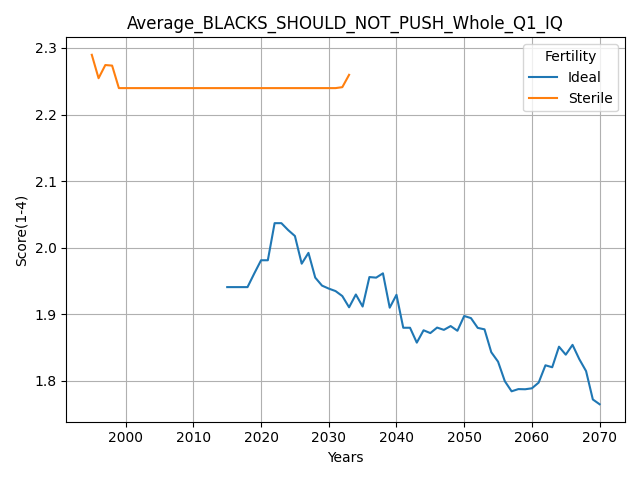 Average_BLACKS_SHOULD_NOT_PUSH_Whole_Q1_IQ
Score(1-4)
2.3
2.2
2.1
2.0
1.9
1.8
Fertility
Ideal
Sterile
2000 2010 2020 2030 2040 2050 2060 2070
Years